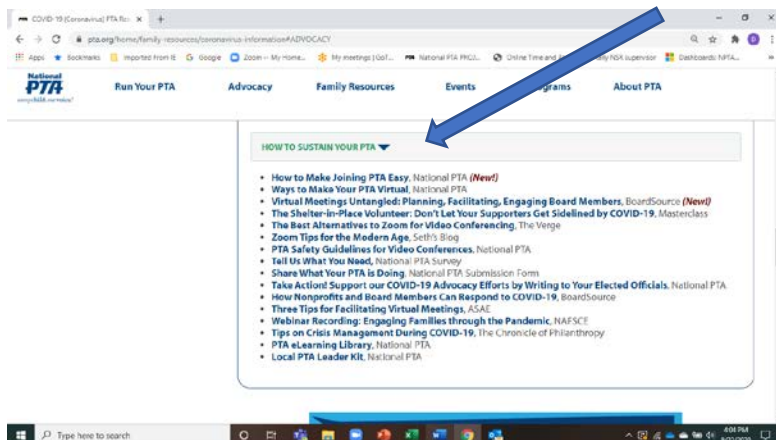 COVID-19 (Coronavirus) PTA Res
pta.org/home/family-resources/coronavirus-information#ADVOCACY
Apps Bookmarks Imported From IE Google Zoom -- My Home... My meetings | GoT... National PTA PROJ... Online Time and
Dashboards: NPTA...
National
PTA
everychild.onevoice.
Run Your PTA Advocacy Family Resources Events About PTA
HOW TO SUSTAIN YOUR PTA
• How to Make Joining PTA Easy, National PTA (New!)
• Ways to Make Your PTA Virtual, National PTA
• Virtual Meetings Untangled: Planning, Facilitating, Engaging Board Members, BoardSource (New!)
• The Shelter-in-Place Volunteer: Don't Let Your Supporters Get Sidelined by COVID-19, Masterclass
• The Best Alternatives to Zoom for Video Conferencing, The Verge
• Zoom Tips for the Modern Age, Seth's Blog
• PTA Safety Guidelines for Video Conferences, National PTA
• Tell Us What You Need, National PTA Survey
• Share What Your PTA is Doing, National PTA Submission Form
• Take Action! Support our COVID-19 Advocacy Efforts by Writing to Your Elected Officials, National PTA
• How Nonprofits and Board Members Can Respond to COVID-19, BoardSource
• Three Tips for Facilitating Virtual Meetings, ASAE
• Webinar Recording: Engaging Families through the Pandemic, NAFSCE
• Tips on Crisis Management During COVID-19, The Chronicle of Philanthropy
• PTA eLearning Library, National PTA
• Local PTA Leader Kit, National PTA
Type here to search
4:04 PM